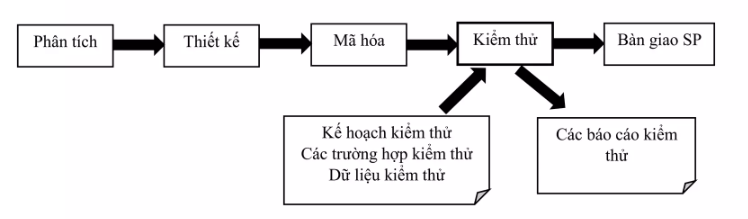 Phân tích
Thiết kế
Mã hóa
Kiểm thử
Bàn giao SP
Kế hoạch kiểm thử
Các trường hợp kiểm thử
Dữ liệu kiểm thử
Các báo cáo kiểm
thử